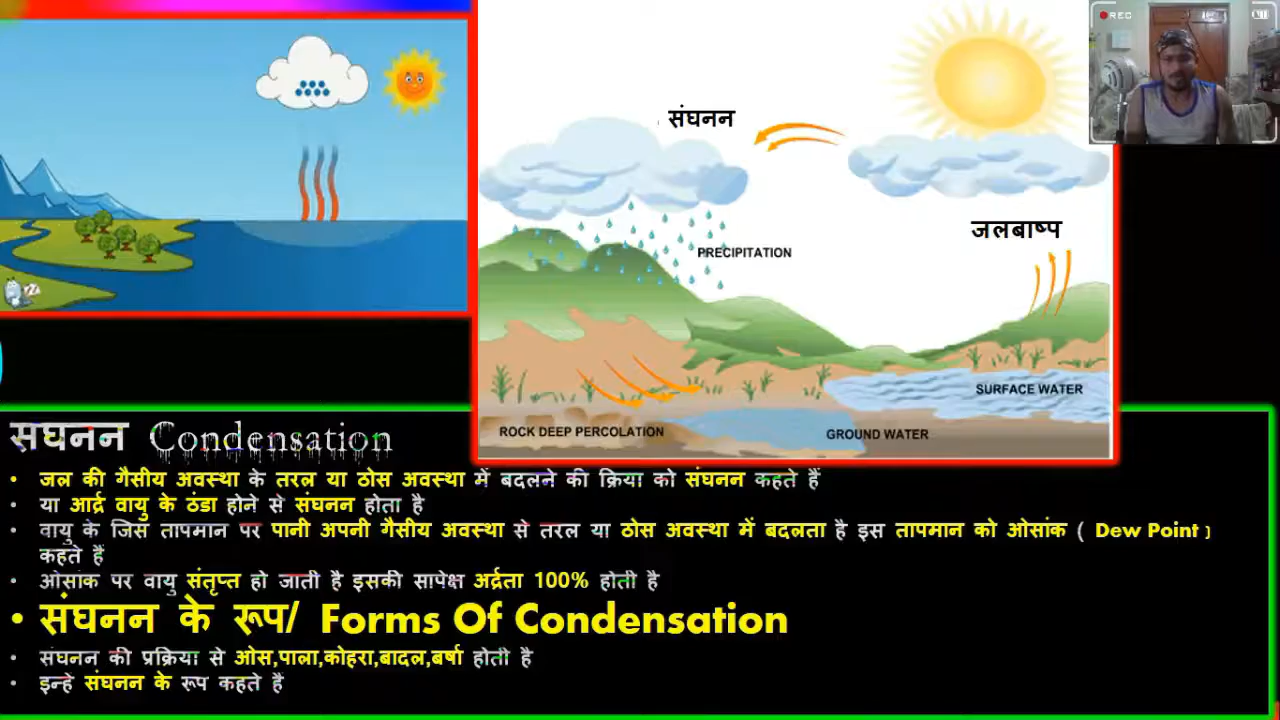 REC
संघनन
जलबाष्प
PRECIPITATION
SURFACE WATER
ROCK DEEP PERCOLATION
GROUND WATER
सघनन Condensation
• जल की गैसीय अवस्था के तरल या ठोस अवस्था में बदलने की क्रिया को संघनन कहते हैं
• या आर्द्र वायु के ठंडा होने से संघनन होता है
• वायु के जिस तापमान पर पानी अपनी गैसीय अवस्था से तरल या ठोस अवस्था में बदलता है इस तापमान को ओसांक ( Dew Point )
कहते हैं
• ओसांक पर वायु संतृप्त हो जाती है इसकी सापेक्ष अर्द्रता 100% होती है
• संघनन के रूप/ Forms Of Condensation
• संघनन की प्रक्रिया से ओस,पाला,कोहरा,बादल,बर्षा होती है
• इन्हे संघनन के रूप कहते है